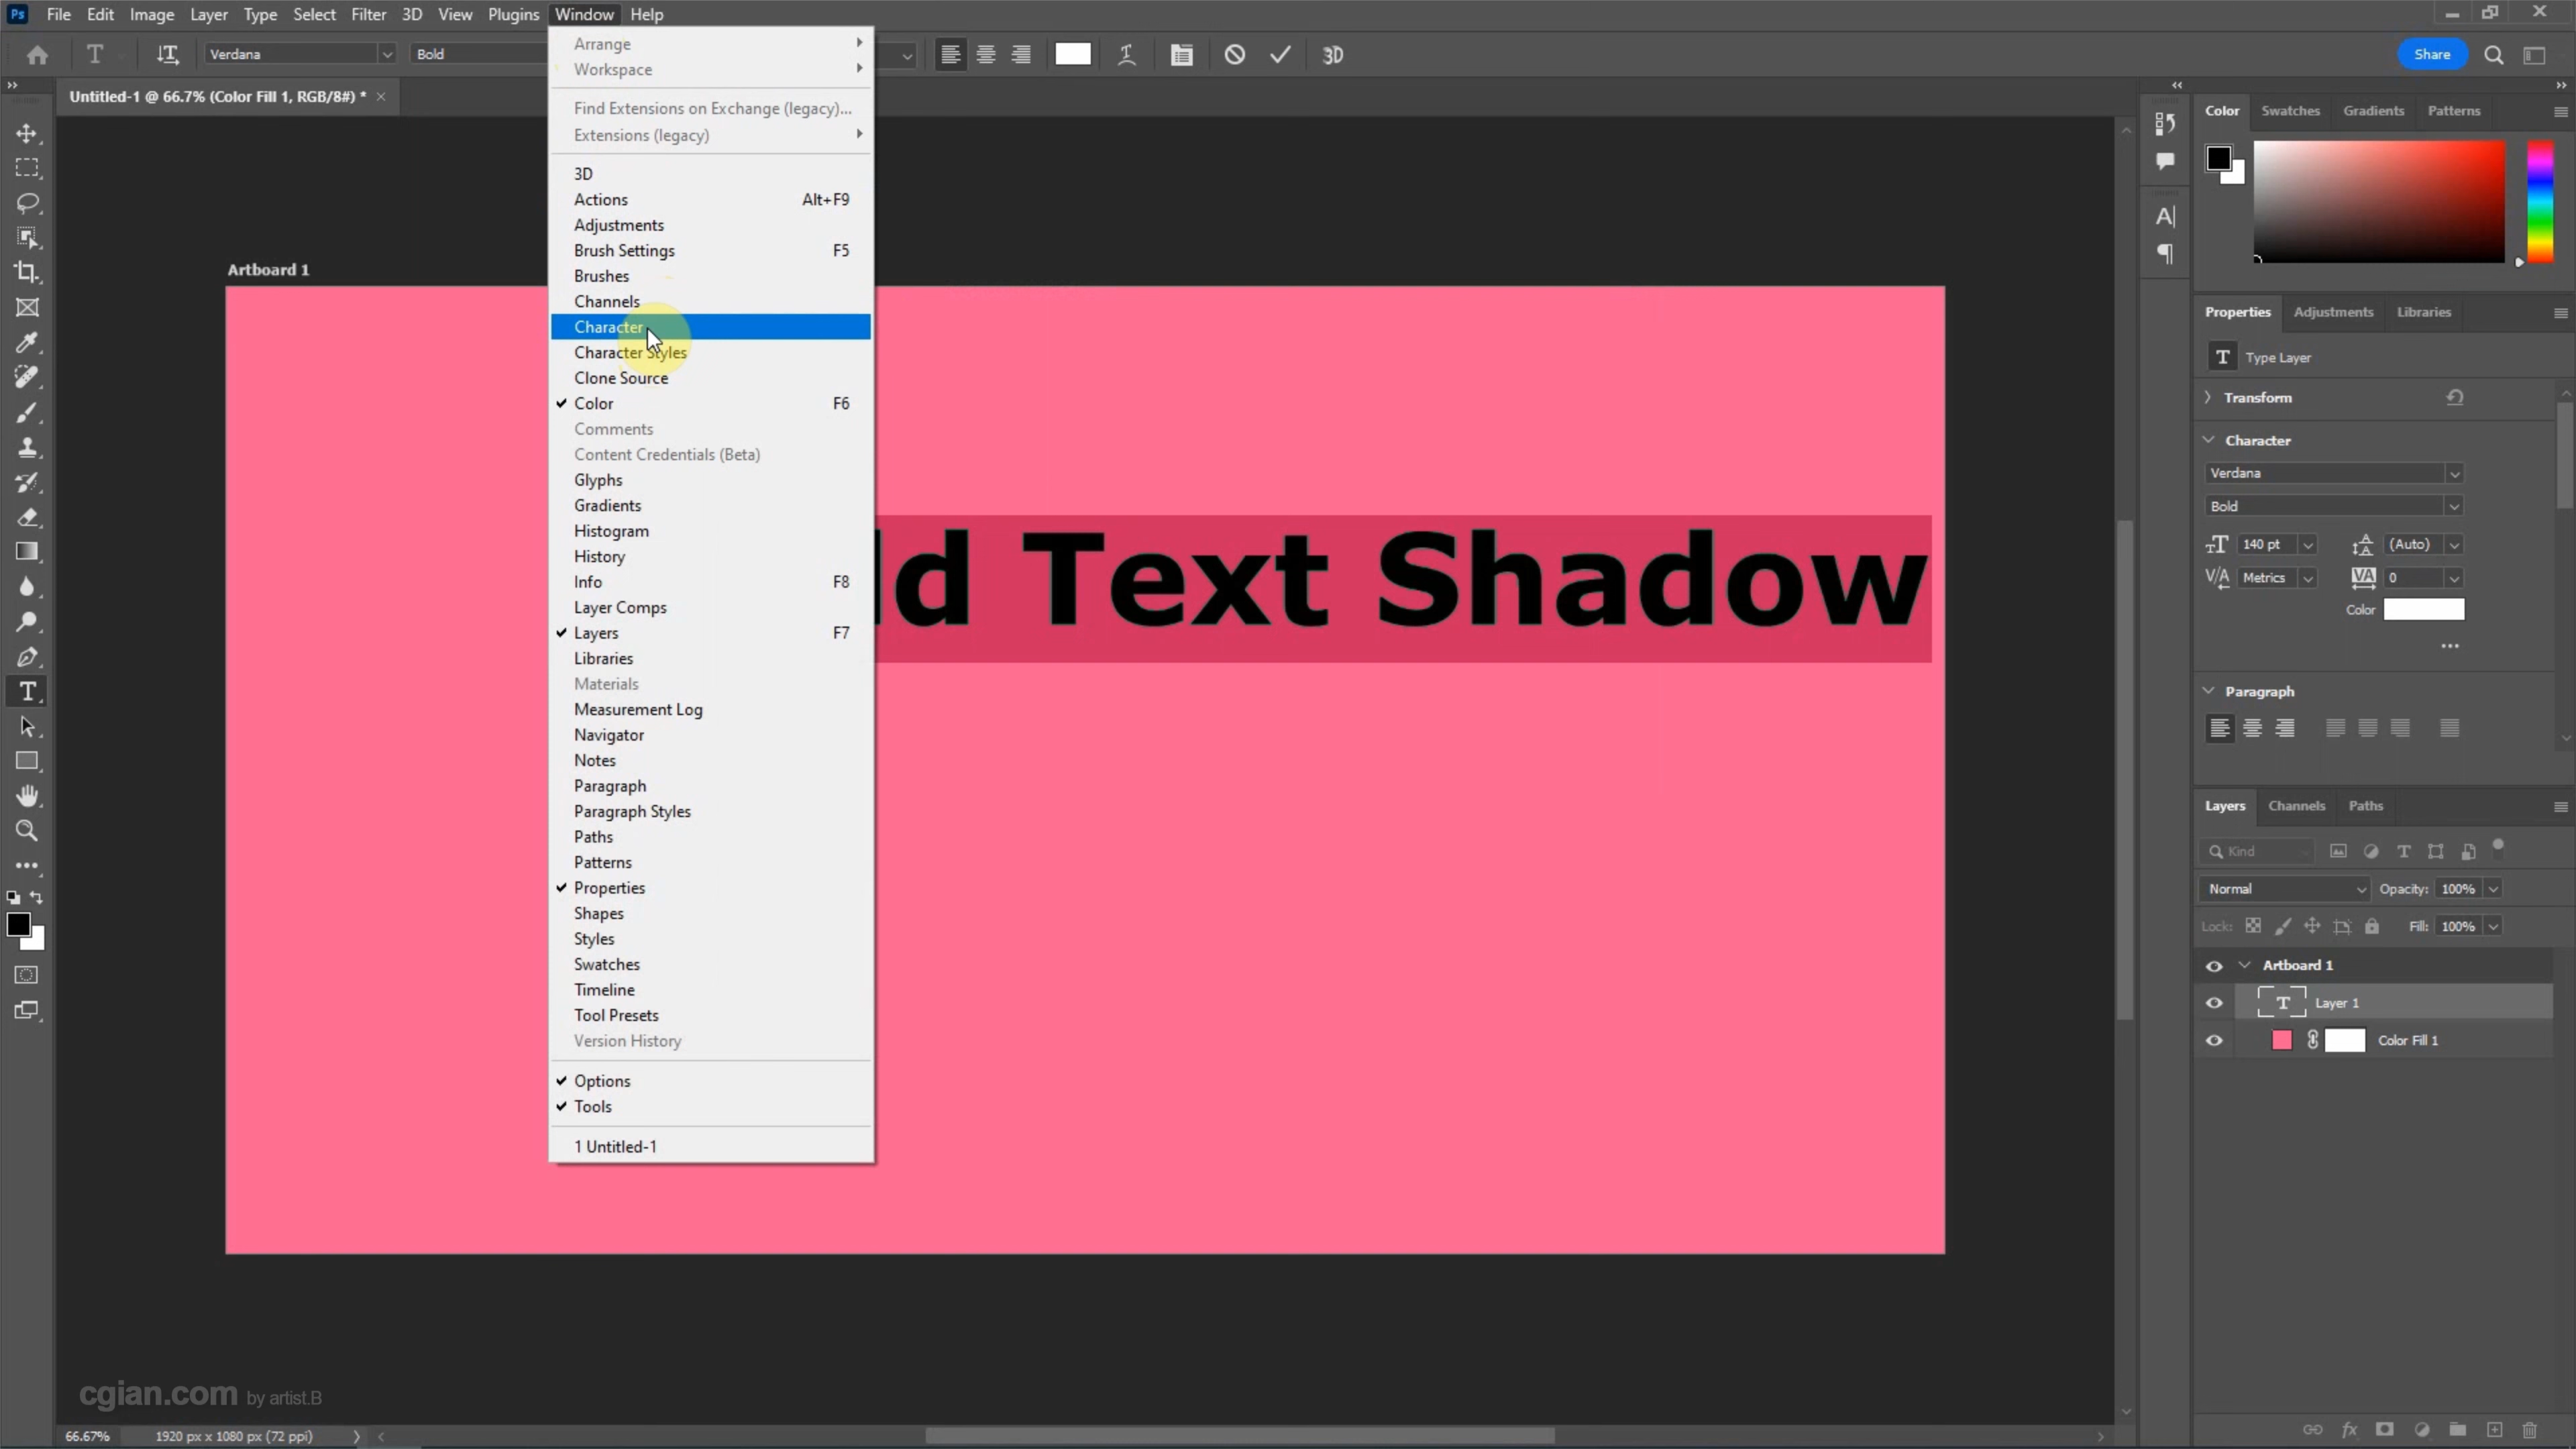 Ps File Edit Image Layer Type Select Filter 3D View Plugins Window Help
Verdana Bold 3D Share
Untitled-1 @ 66.7% (Color Fill 1, RGB/8#) * ×
Arrange
Workspace
Find Extensions on Exchange (legacy)...
Extensions (legacy)
3D
Actions Alt+F9
Adjustments
Brush Settings F5
Brushes
Channels
Character
Character Styles
Clone Source
Color F6
Comments
Content Credentials (Beta)
Glyphs
Gradients
Histogram
History
Info F8
Layer Comps
Layers F7
Libraries
Materials
Measurement Log
Navigator
Notes
Paragraph
Paragraph Styles
Paths
Patterns
Properties
Shapes
Styles
Swatches
Timeline
Tool Presets
Version History
Options
Tools
1 Untitled-1
Artboard 1
d Text Shadow
Color Swatches Gradients Patterns
Properties Adjustments Libraries
T Type Layer
Transform
Character
Verdana
Bold
140 pt (Auto)
Metrics 0
Color
Paragraph
Layers Channels Paths
Kind
Normal Opacity: 100%
Lock: Fill: 100%
Artboard 1
T Layer 1
Color Fill 1
cgian.com by artist.B
66.67% 1920 px x 1080 px (72 ppi)